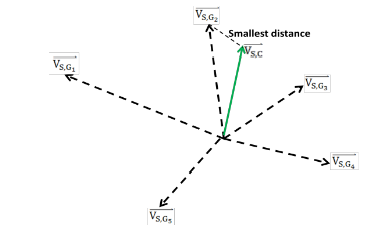 V_S,G₂
Smallest distance
V_S,C
V_S,G₁
V_S,G₃
V_S,G₄
V_S,G₅